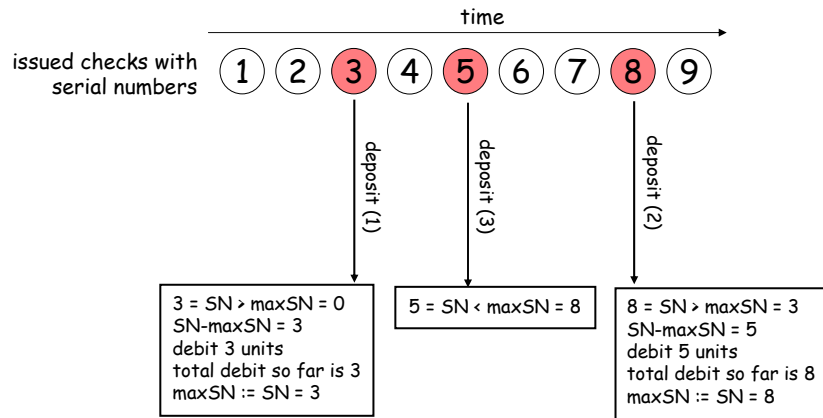 time
issued checks with
serial numbers
1 2 3 4 5 6 7 8 9
deposit (1)
deposit (3)
deposit (2)
3 = SN > maxSN = 0
SN-maxSN = 3
debit 3 units
total debit so far is 3
maxSN := SN = 3
5 = SN < maxSN = 8
8 = SN > maxSN = 3
SN-maxSN = 5
debit 5 units
total debit so far is 8
maxSN := SN = 8